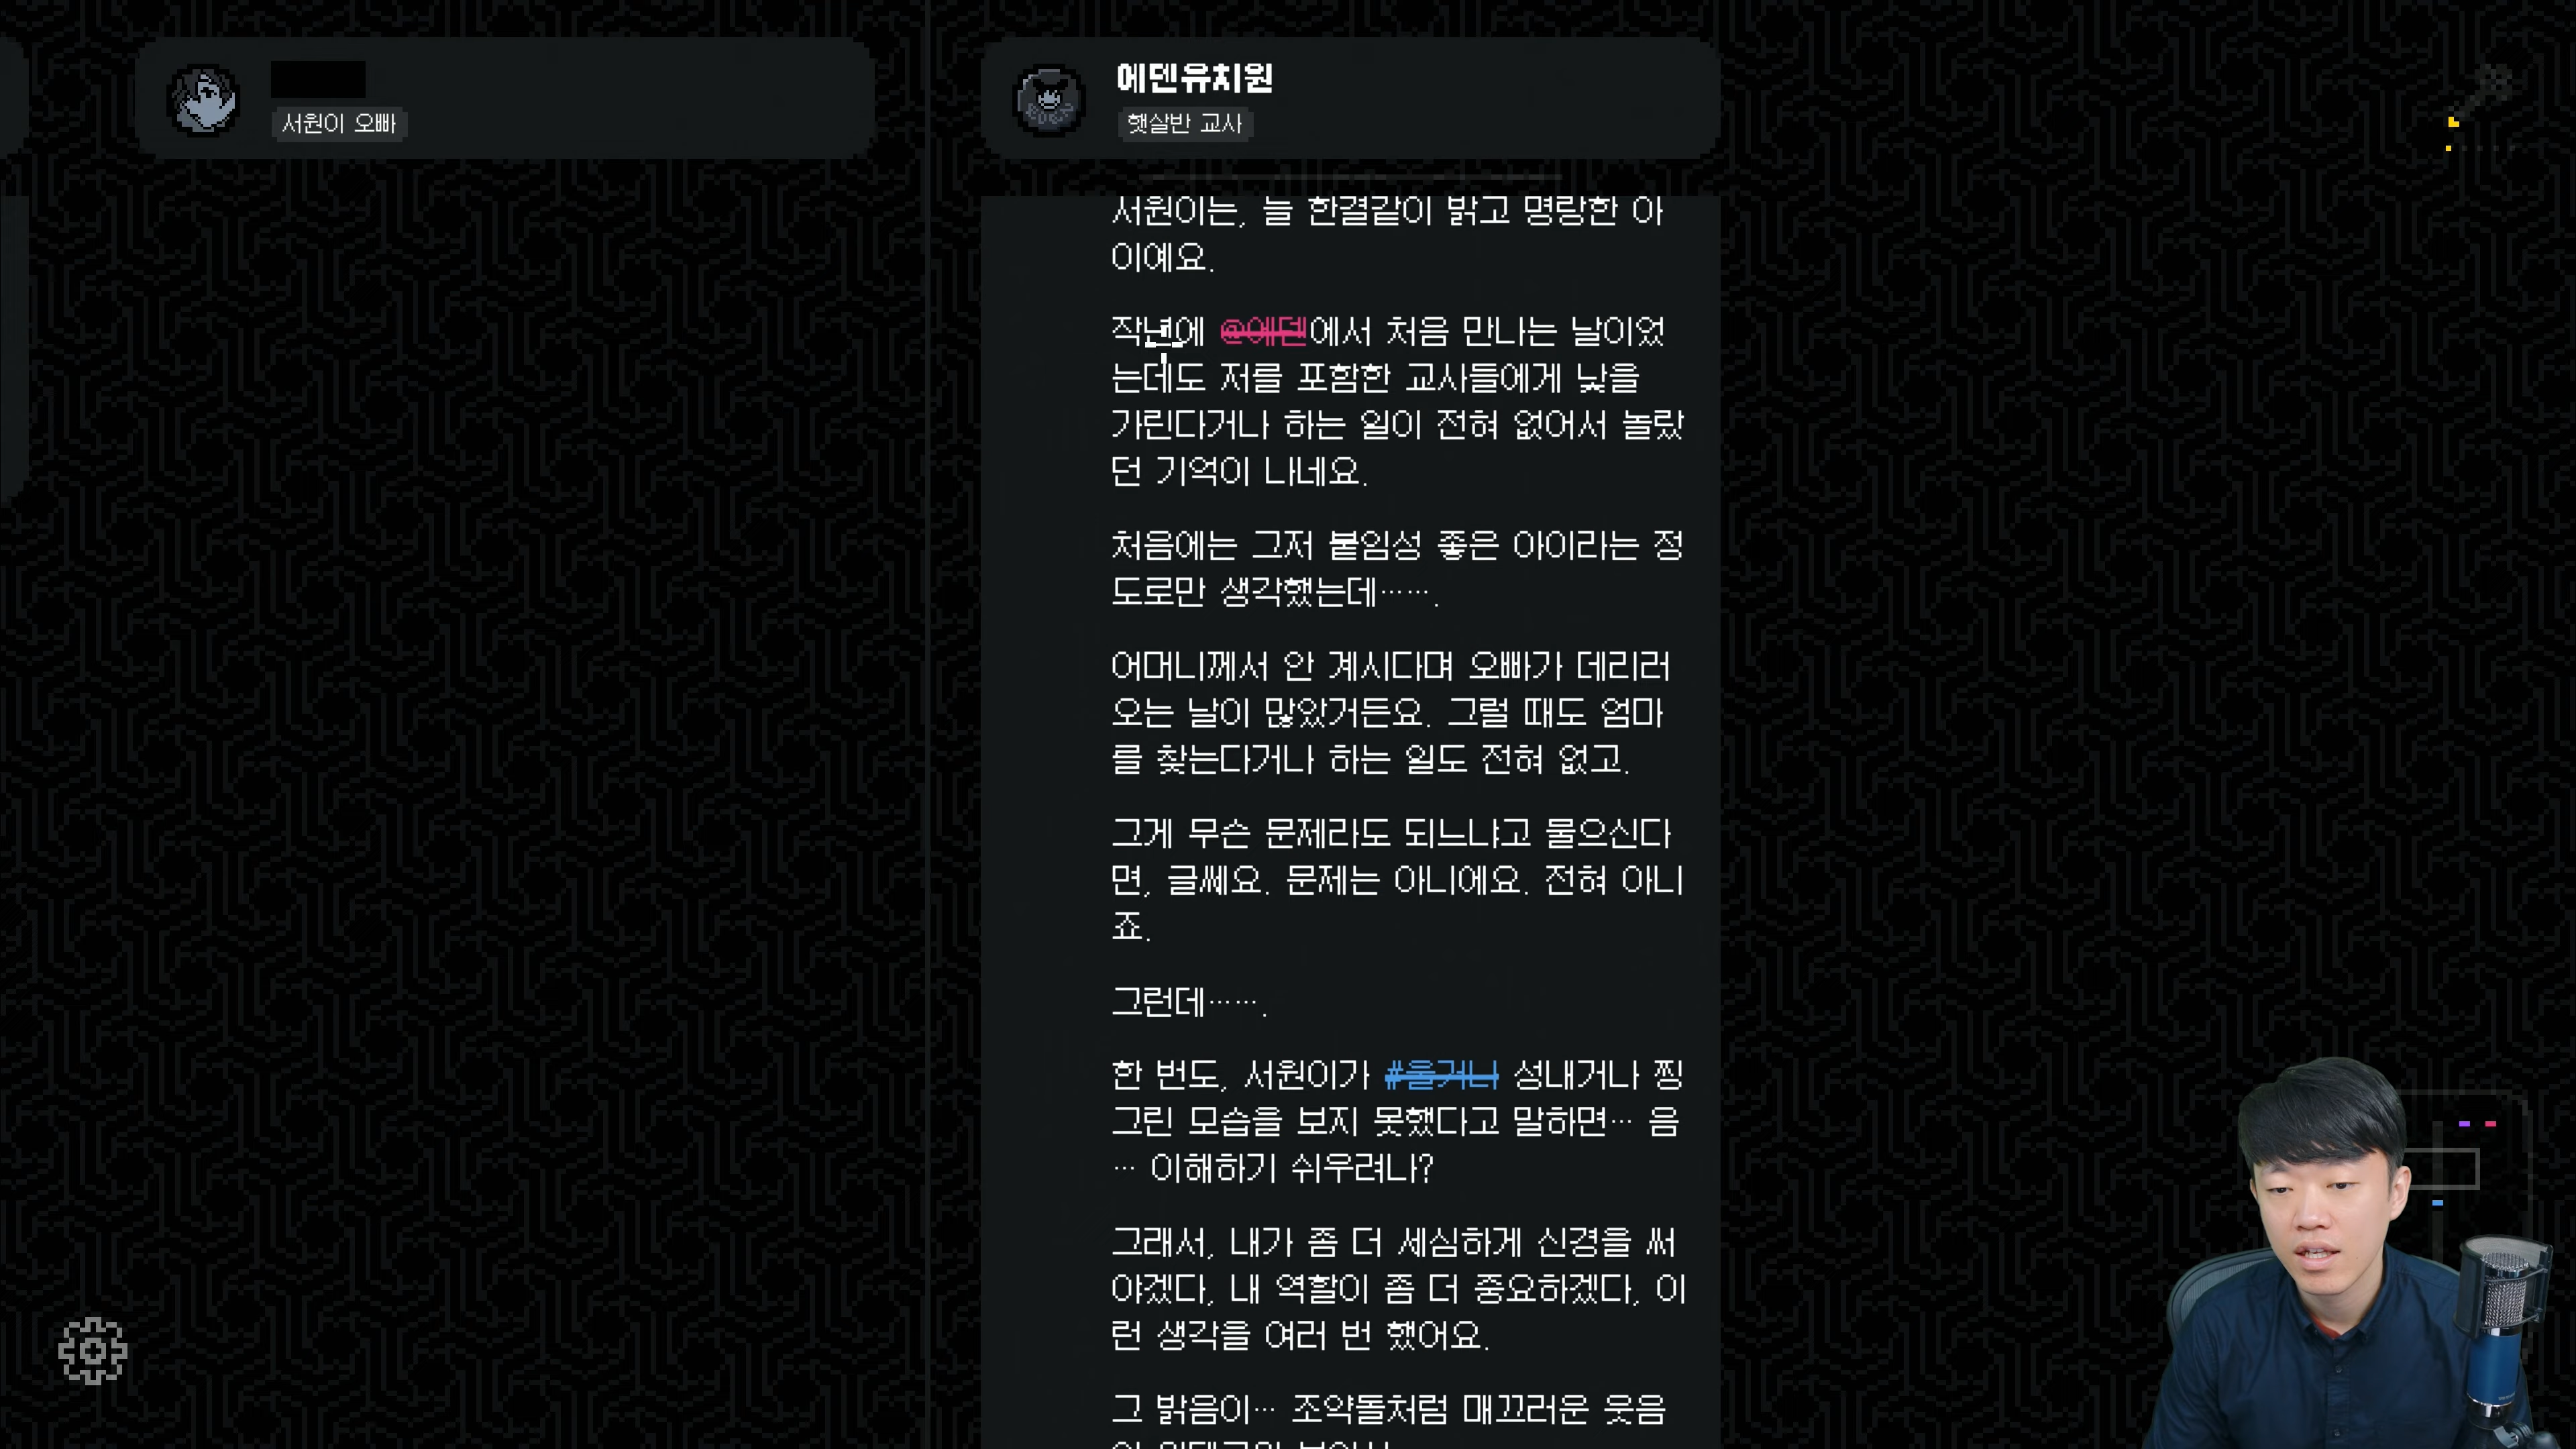 서원이 오빠
에덴유치원
햇살반 교사
서원이는, 늘 한결같이 밝고 명랑한 아
이예요.
작년에 @에덴에서 처음 만나는 날이었
는데도 저를 포함한 교사들에게 낯을
가린다거나 하는 일이 전혀 없어서 놀랐
던 기억이 나네요.
처음에는 그저 붙임성 좋은 아이라는 정
도로만 생각했는데…….
어머니께서 안 계시다며 오빠가 데리러
오는 날이 많았거든요. 그럴 때도 엄마
를 찾는다거나 하는 일도 전혀 없고.
그게 무슨 문제라도 되느냐고 물으신다
면, 글쎄요. 문제는 아니에요. 전혀 아니
죠.
그런데…….
한 번도, 서원이가 #울거나 성내거나 찡
그린 모습을 보지 못했다고 말하면… 음
… 이해하기 쉬우려나?
그래서, 내가 좀 더 세심하게 신경을 써
야겠다, 내 역할이 좀 더 중요하겠다, 이
런 생각을 여러 번 했어요.
그 밝음이… 조약돌처럼 매끄러운 웃음